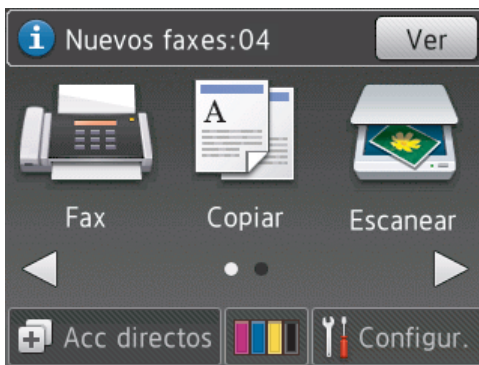 Nuevos faxes:04 Ver
Fax Copiar Escanear
Acc directos Configur.